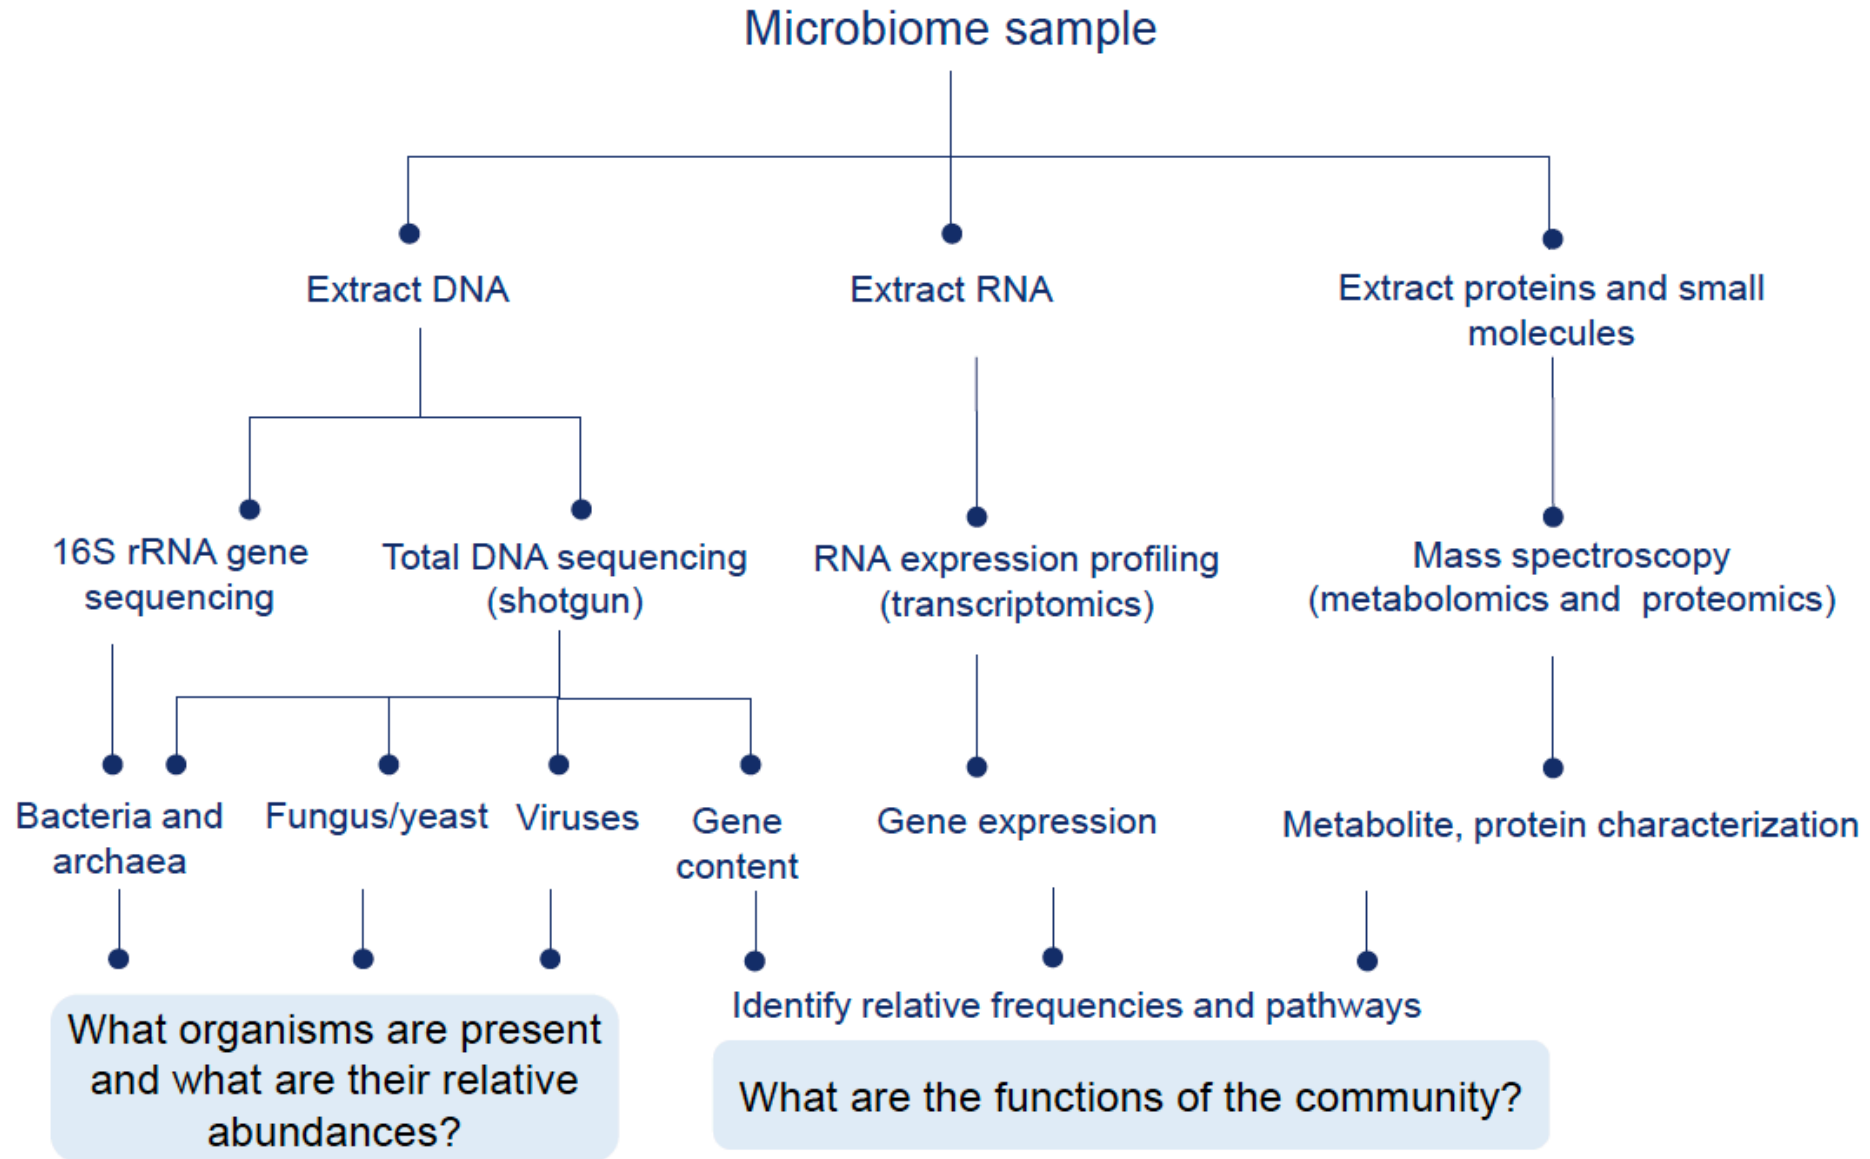 Microbiome sample
Extract DNA
Extract RNA
Extract proteins and small
molecules
16S rRNA gene
sequencing
Total DNA sequencing
(shotgun)
RNA expression profiling
(transcriptomics)
Mass spectroscopy
(metabolomics and proteomics)
Bacteria and
archaea
Fungus/yeast
Viruses
Gene
content
Gene expression
Metabolite, protein characterization
What organisms are present
and what are their relative
abundances?
Identify relative frequencies and pathways
What are the functions of the community?